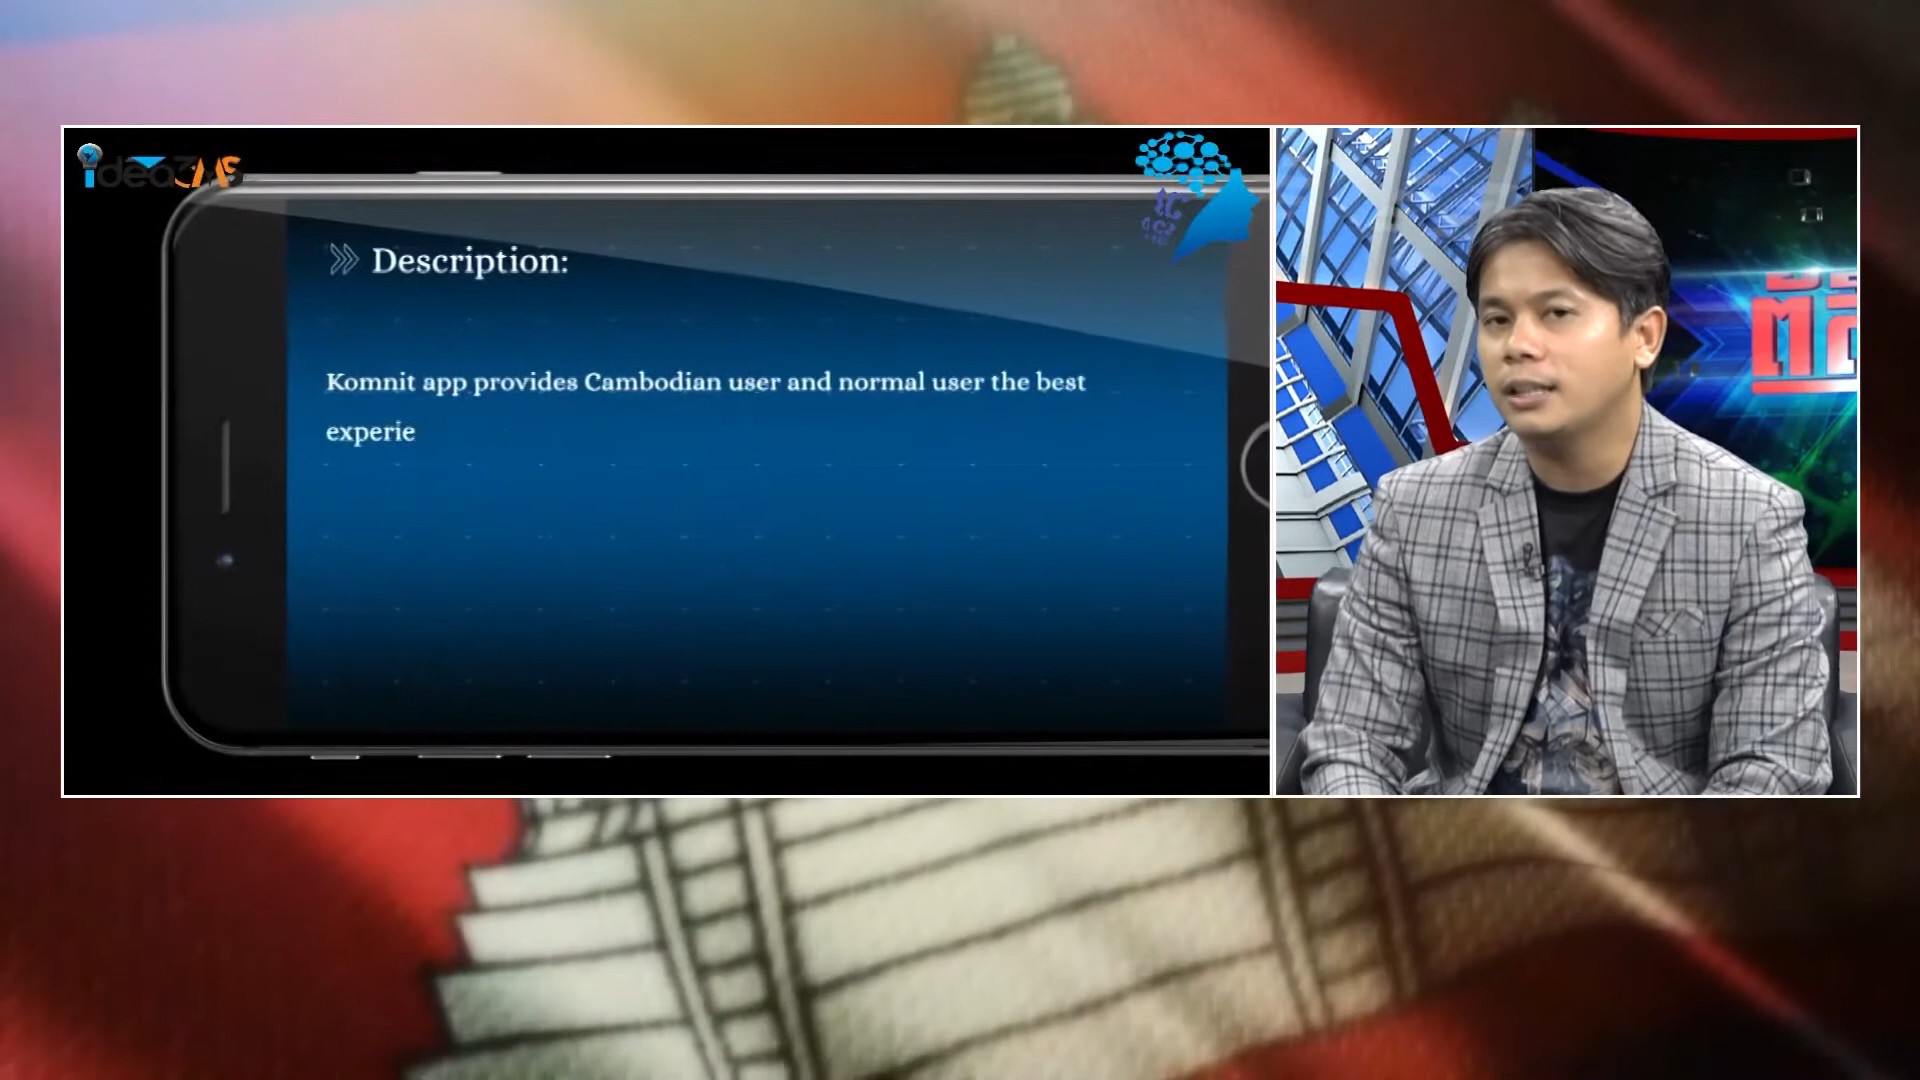 Description:
Komnit app provides Cambodian user and normal user the best
experie